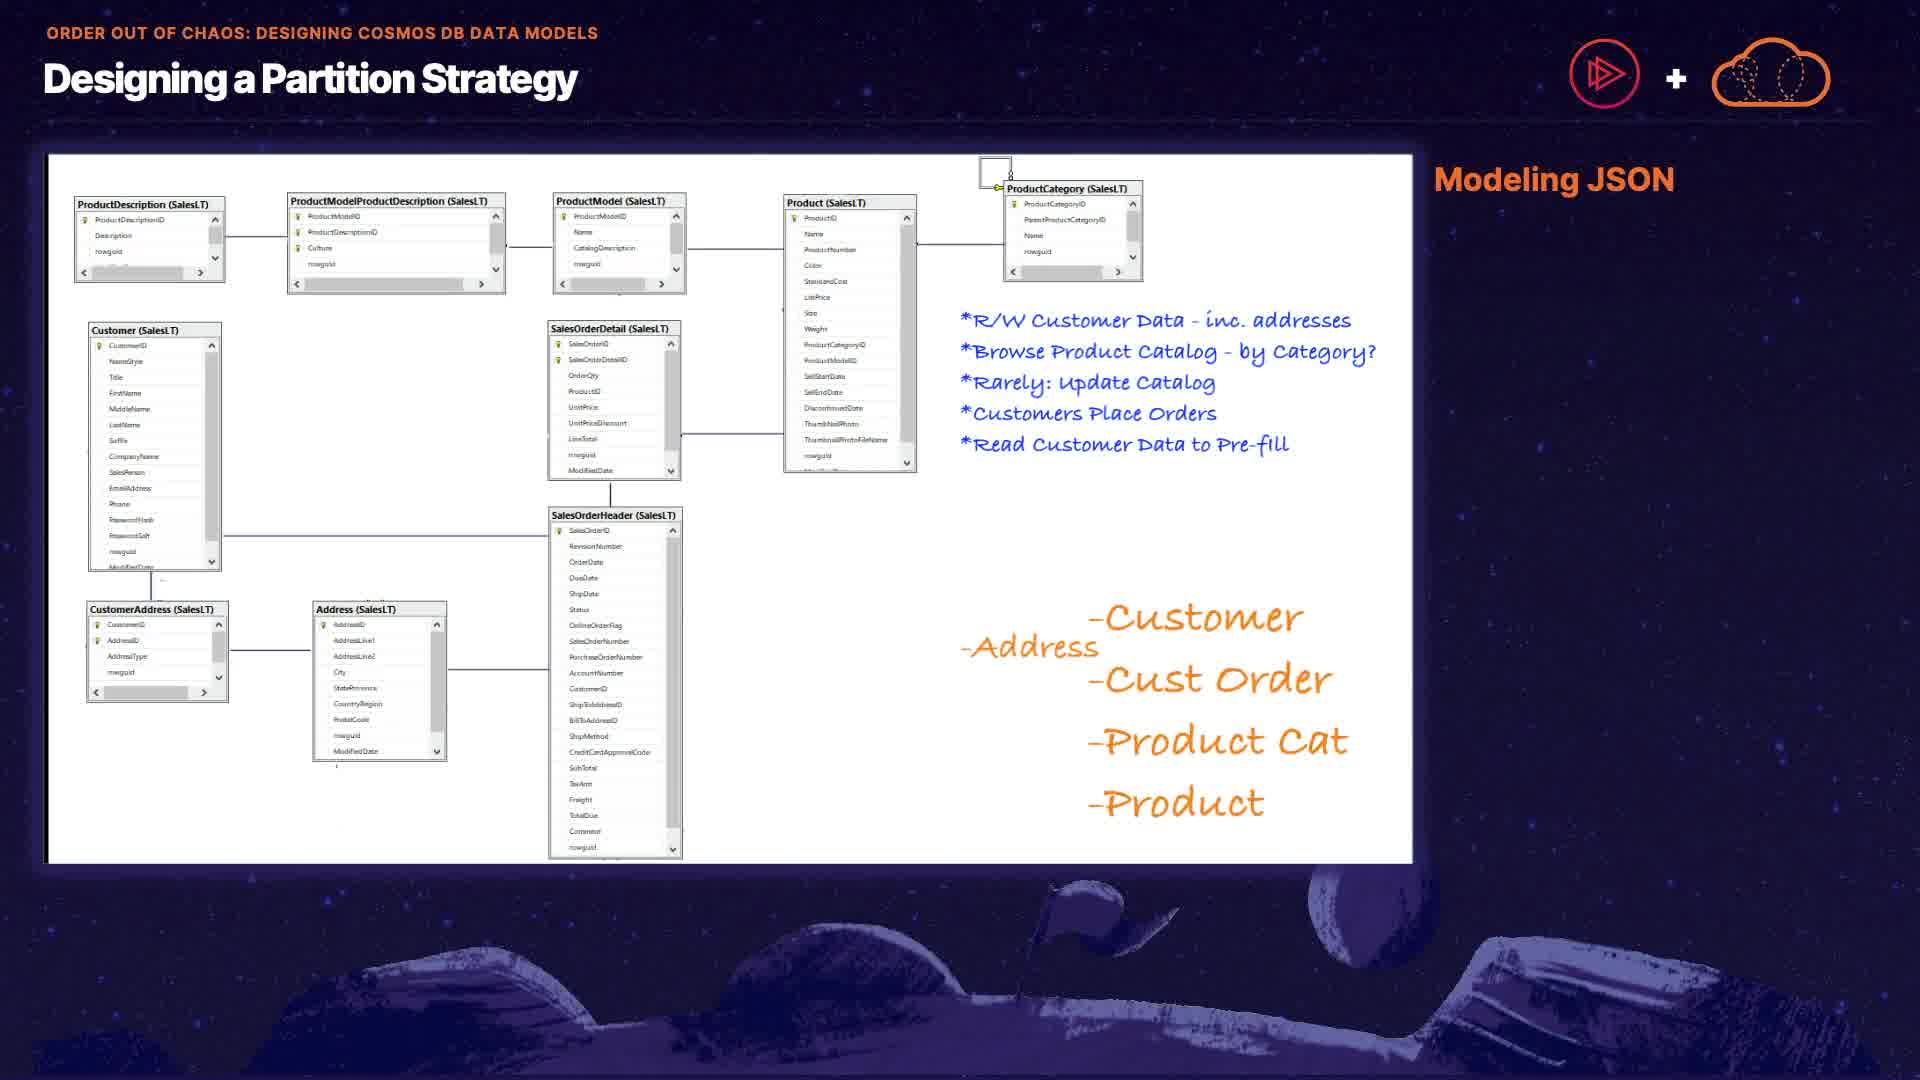 ORDER OUT OF CHAOS: DESIGNING COSMOS DB DATA MODELS
Designing a Partition Strategy
+
Modeling JSON
ProductDescription (SalesLT)
ProductDescriptionID
Description
rowguid
ProductModelProductDescription (SalesLT)
ProductModelID
ProductDescriptionID
Culture
rowguid
ProductModel (SalesLT)
ProductModelID
Name
CatalogDescription
rowguid
Product (SalesLT)
ProductID
Name
ProductNumber
Color
StandardCost
ListPrice
Size
Weight
ProductCategoryID
ProductModelID
SellStartDate
SellEndDate
DiscontinuedDate
ThumbNailPhoto
ThumbnailPhotoFileName
rowguid
ProductCategory (SalesLT)
ProductCategoryID
ParentProductCategoryID
Name
rowguid
*R/W Customer Data - inc. addresses
*Browse Product Catalog - by Category?
*Rarely: Update Catalog
*Customers Place Orders
*Read Customer Data to Pre-fill
Customer (SalesLT)
CustomerID
NameStyle
Title
FirstName
MiddleName
LastName
Suffix
CompanyName
SalesPerson
EmailAddress
Phone
PasswordHash
PasswordSalt
rowguid
ModifiedDate
SalesOrderDetail (SalesLT)
SalesOrderID
SalesOrderDetailID
OrderQty
ProductID
UnitPrice
UnitPriceDiscount
LineTotal
rowguid
ModifiedDate
SalesOrderHeader (SalesLT)
SalesOrderID
RevisionNumber
OrderDate
DueDate
ShipDate
Status
OnlineOrderFlag
SalesOrderNumber
PurchaseOrderNumber
AccountNumber
CustomerID
ShipToAddressID
BillToAddressID
ShipMethod
CreditCardApprovalCode
SubTotal
TaxAmt
Freight
TotalDue
Comment
rowguid
CustomerAddress (SalesLT)
CustomerID
AddressID
AddressType
rowguid
Address (SalesLT)
AddressID
AddressLine1
AddressLine2
City
StateProvince
CountryRegion
PostalCode
rowguid
ModifiedDate
-Customer
-Address
-Cust Order
-Product Cat
-Product